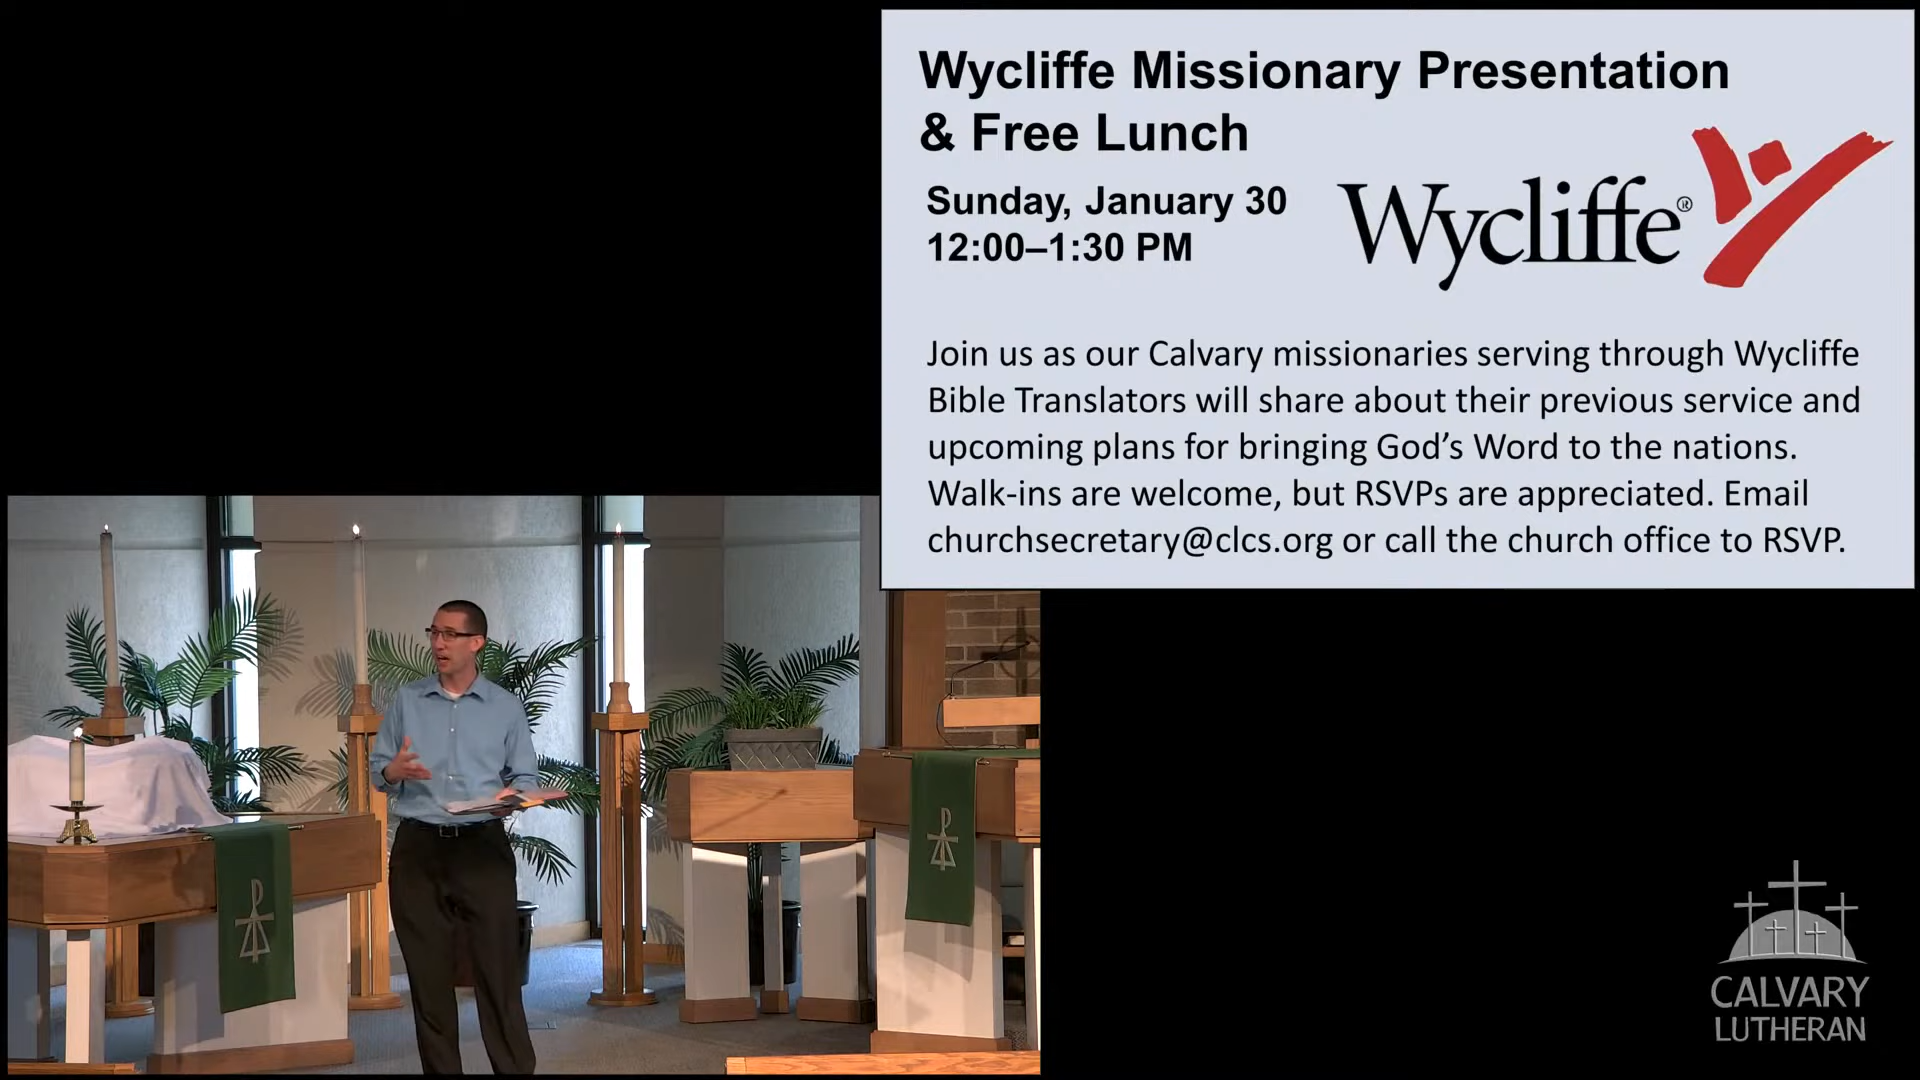 Wycliffe Missionary Presentation
& Free Lunch
Sunday, January 30
12:00–1:30 PM
Wycliffe®
Join us as our Calvary missionaries serving through Wycliffe
Bible Translators will share about their previous service and
upcoming plans for bringing God’s Word to the nations.
Walk-ins are welcome, but RSVPs are appreciated. Email
churchsecretary@clcs.org or call the church office to RSVP.
CALVARY
LUTHERAN